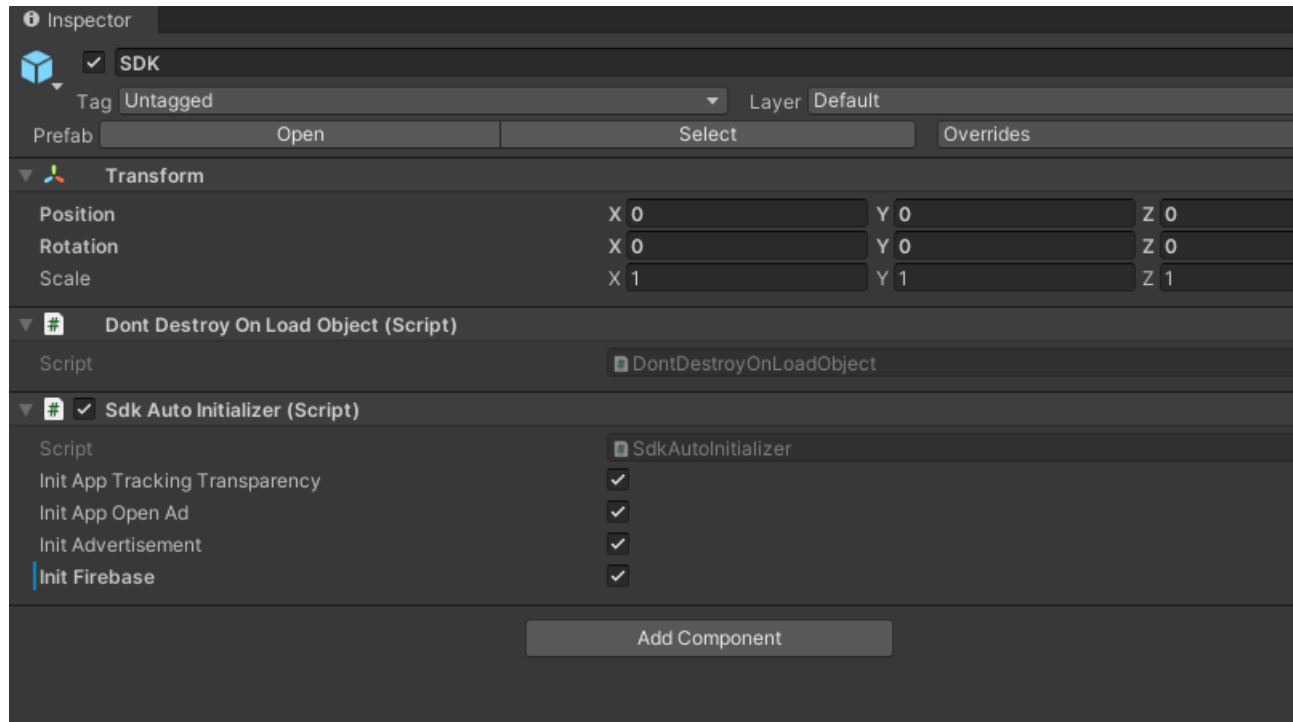 Inspector
SDK
Tag Untagged Layer Default
Prefab Open Select Overrides
Transform
Position X 0 Y 0 Z 0
Rotation X 0 Y 0 Z 0
Scale X 1 Y 1 Z 1
# Dont Destroy On Load Object (Script)
Script # DontDestroyOnLoadObject
# Sdk Auto Initializer (Script)
Script # SdkAutoInitializer
Init App Tracking Transparency
Init App Open Ad
Init Advertisement
Init Firebase
Add Component